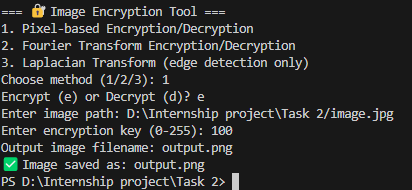 === 🔐 Image Encryption Tool ===
1. Pixel-based Encryption/Decryption
2. Fourier Transform Encryption/Decryption
3. Laplacian Transform (edge detection only)
Choose method (1/2/3): 1
Encrypt (e) or Decrypt (d)? e
Enter image path: D:\Internship project\Task 2/image.jpg
Enter encryption key (0-255): 100
Output image filename: output.png
✅ Image saved as: output.png
PS D:\Internship project\Task 2>